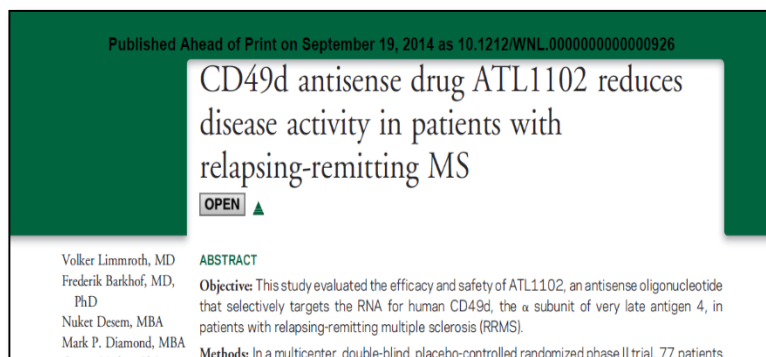 Published Ahead of Print on September 19, 2014 as 10.1212/WNL.0000000000000926
CD49d antisense drug ATL1102 reduces
disease activity in patients with
relapsing-remitting MS
OPEN
Volker Limmroth, MD
Frederik Barkhof, MD,
PhD
Nuket Desem, MBA
Mark P. Diamond, MBA
ABSTRACT
Objective: This study evaluated the efficacy and safety of ATL1102, an antisense oligonucleotide
that selectively targets the RNA for human CD49d, the α subunit of very late antigen 4, in
patients with relapsing-remitting multiple sclerosis (RRMS).
Methods: In a multicenter, double-blind, placebo-controlled randomized phase II trial, 77 patients